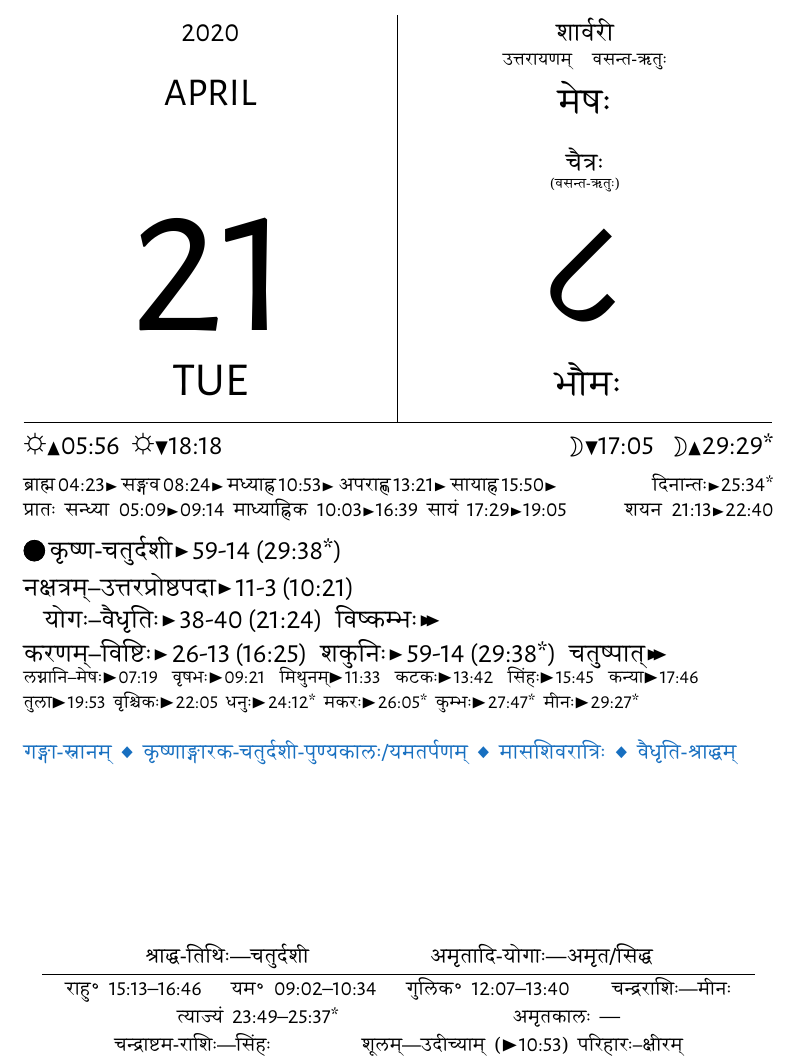 2020
APRIL
21
TUE
शार्वरी
उत्तरायणम् वसन्त-ऋतुः
मेषः
चैत्रः
(वसन्त-ऋतुः)
८
भौमः
☼▲05:56 ☼▼18:18 ☽▼17:05 ☽▲29:29*
ब्राह्म 04:23► सङ्गव 08:24► मध्याह्न 10:53► अपराह्ण 13:21► सायाह्न 15:50► दिनान्तः►25:34*
प्रातः सन्ध्या 05:09►09:14 माध्याह्निक 10:03►16:39 सायं 17:29►19:05 शयन 21:13►22:40
●कृष्ण-चतुर्दशी►59-14 (29:38*)
नक्षत्रम्–उत्तरप्रोष्ठपदा►11-3 (10:21)
योगः–वैधृतिः►38-40 (21:24) विष्कम्भः►►
करणम्–विष्टिः►26-13 (16:25) शकुनिः►59-14 (29:38*) चतुष्पात्►►
लग्नानि–मेषः►07:19 वृषभः►09:21 मिथुनम्►11:33 कटकः►13:42 सिंहः►15:45 कन्या►17:46
तुला►19:53 वृश्चिकः►22:05 धनुः►24:12* मकरः►26:05* कुम्भः►27:47* मीनः►29:27*
गङ्गा-स्नानम् ◆ कृष्णाङ्गारक-चतुर्दशी-पुण्यकालः/यमतर्पणम् ◆ मासशिवरात्रिः ◆ वैधृति-श्राद्धम्
श्राद्ध-तिथिः—चतुर्दशी अमृतादि-योगाः—अमृत/सिद्ध
राहु° 15:13–16:46 यम° 09:02–10:34 गुलिक° 12:07–13:40 चन्द्रराशिः—मीनः
त्याज्यं 23:49–25:37* अमृतकालः —
चन्द्राष्टम-राशिः—सिंहः शूलम्—उदीच्याम् (►10:53) परिहारः–क्षीरम्